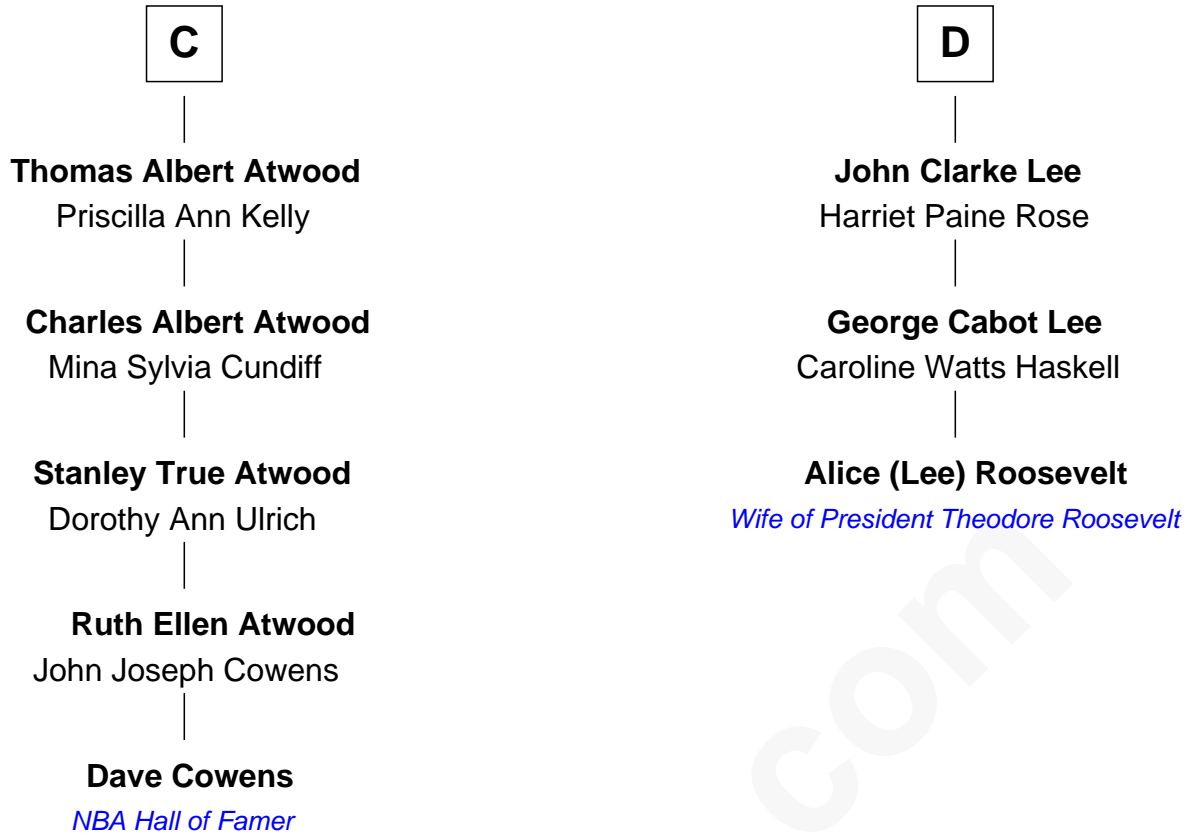 C
Thomas Albert Atwood
Priscilla Ann Kelly
Charles Albert Atwood
Mina Sylvia Cundiff
Stanley True Atwood
Dorothy Ann Ulrich
Ruth Ellen Atwood
John Joseph Cowens
Dave Cowens
NBA Hall of Famer
D
John Clarke Lee
Harriet Paine Rose
George Cabot Lee
Caroline Watts Haskell
Alice (Lee) Roosevelt
Wife of President Theodore Roosevelt
com